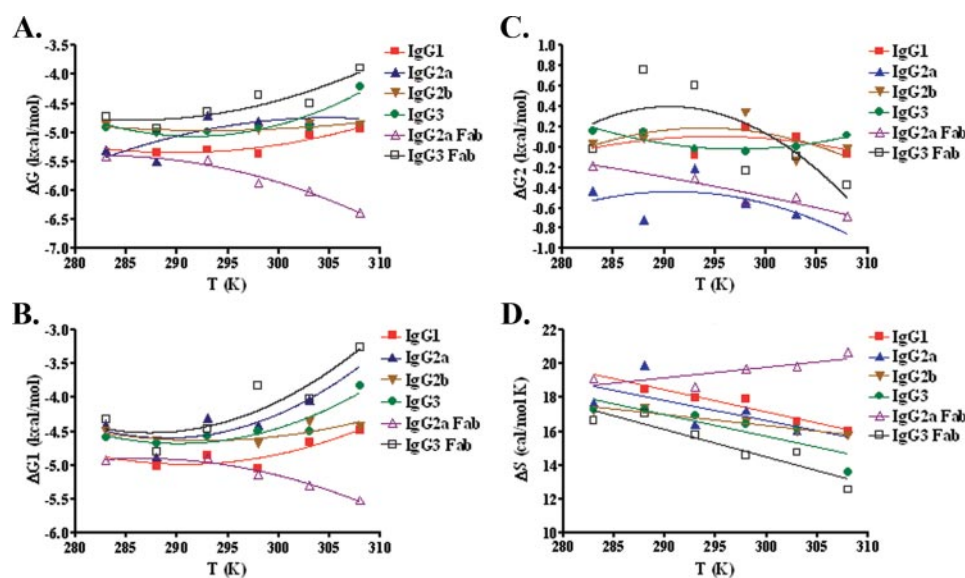 A.
ΔG (kcal/mol)
-3.5
-4.0
-4.5
-5.0
-5.5
-6.0
-6.5
-7.0
280 285 290 295 300 305 310
T (K)
IgG1
IgG2a
IgG2b
IgG3
IgG2a Fab
IgG3 Fab
C.
ΔG2 (kcal/mol)
1.0
0.8
0.6
0.4
0.2
-0.0
-0.2
-0.4
-0.6
-0.8
-1.0
280 285 290 295 300 305 310
T (K)
IgG1
IgG2a
IgG2b
IgG3
IgG2a Fab
IgG3 Fab
B.
ΔG1 (kcal/mol)
-3.0
-3.5
-4.0
-4.5
-5.0
-5.5
-6.0
280 285 290 295 300 305 310
T (K)
IgG1
IgG2a
IgG2b
IgG3
IgG2a Fab
IgG3 Fab
D.
ΔS (cal/mol K)
22
20
18
16
14
12
10
280 285 290 295 300 305 310
T (K)
IgG1
IgG2a
IgG2b
IgG3
IgG2a Fab
IgG3 Fab